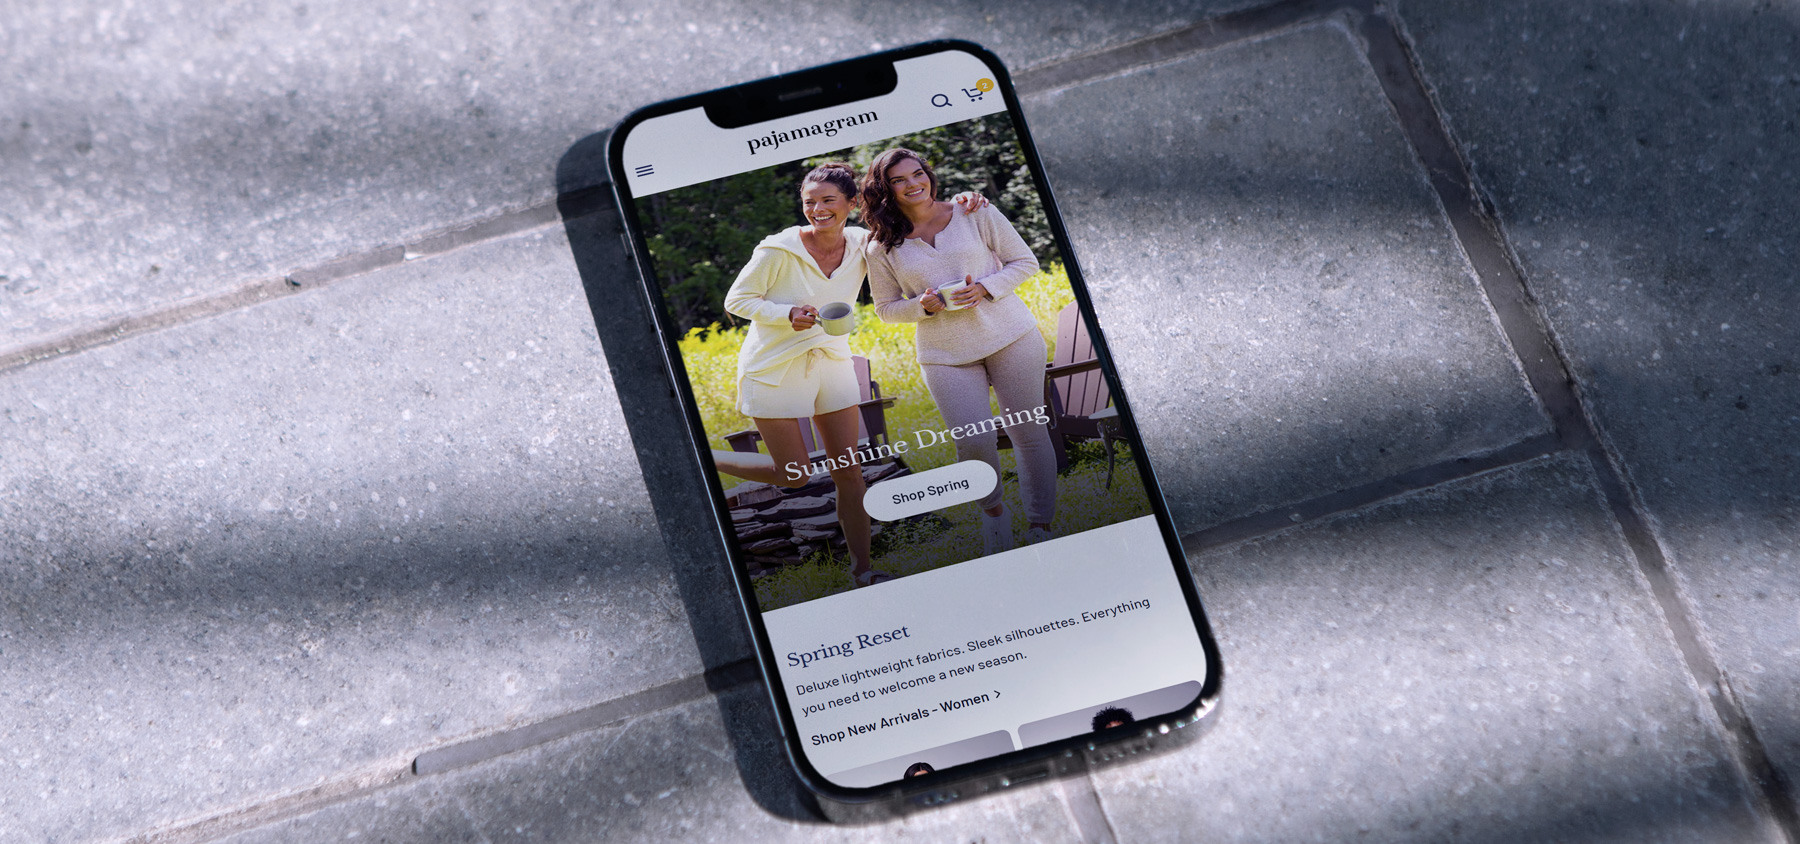 pajamagram
2
Sunshine Dreaming
Shop Spring
Spring Reset
Deluxe lightweight fabrics. Sleek silhouettes. Everything
you need to welcome a new season.
Shop New Arrivals - Women >